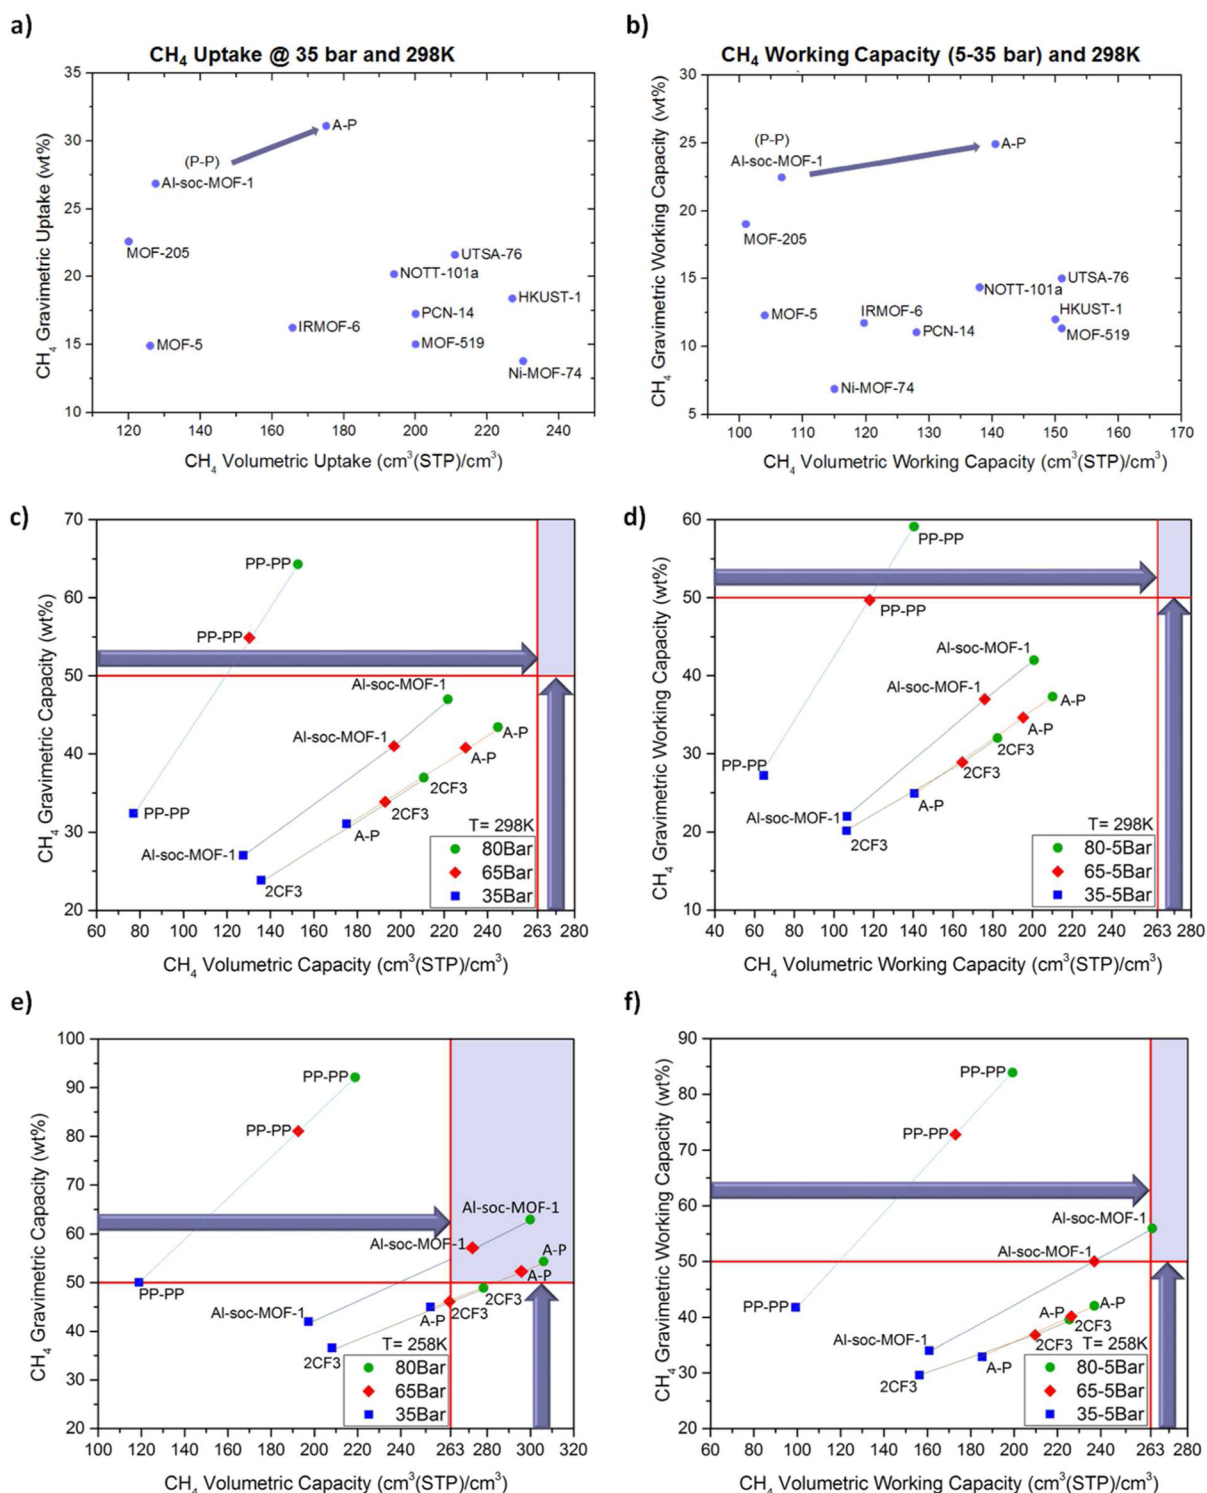 a)
CH₄ Uptake @ 35 bar and 298K
CH₄ Gravimetric Uptake (wt%)
35
30
25
20
15
10
A-P
(P-P)
Al-soc-MOF-1
MOF-205
UTSA-76
NOTT-101a
HKUST-1
PCN-14
IRMOF-6
MOF-519
MOF-5
Ni-MOF-74
120 140 160 180 200 220 240
CH₄ Volumetric Uptake (cm³(STP)/cm³)
b)
CH₄ Working Capacity (5-35 bar) and 298K
CH₄ Gravimetric Working Capacity (wt%)
30
25
20
15
10
5
(P-P)
Al-soc-MOF-1
A-P
MOF-205
UTSA-76
NOTT-101a
MOF-5
IRMOF-6
HKUST-1
PCN-14
MOF-519
Ni-MOF-74
100 110 120 130 140 150 160 170
CH₄ Volumetric Working Capacity (cm³(STP)/cm³)
c)
CH₄ Gravimetric Capacity (wt%)
70
60
50
40
30
20
PP-PP
PP-PP
Al-soc-MOF-1
Al-soc-MOF-1
A-P
A-P
2CF3
2CF3
PP-PP
A-P
Al-soc-MOF-1
2CF3
T= 298K
80Bar
65Bar
35Bar
60 80 100 120 140 160 180 200 220 240 263 280
CH₄ Volumetric Capacity (cm³(STP)/cm³)
d)
CH₄ Gravimetric Working Capacity (wt%)
60
50
40
30
20
10
PP-PP
PP-PP
Al-soc-MOF-1
Al-soc-MOF-1
A-P
A-P
2CF3
2CF3
PP-PP
A-P
Al-soc-MOF-1
2CF3
T= 298K
80-5Bar
65-5Bar
35-5Bar
40 60 80 100 120 140 160 180 200 220 240 263 280
CH₄ Volumetric Working Capacity (cm³(STP)/cm³)
e)
CH₄ Gravimetric Capacity (wt%)
100
90
80
70
60
50
40
30
20
PP-PP
PP-PP
Al-soc-MOF-1
Al-soc-MOF-1
A-P
A-P
PP-PP
2CF3
2CF3
A-P
Al-soc-MOF-1
2CF3
T= 258K
80Bar
65Bar
35Bar
100 120 140 160 180 200 220 240 263 280 300 320
CH₄ Volumetric Capacity (cm³(STP)/cm³)
f)
CH₄ Gravimetric Working Capacity (wt%)
90
80
70
60
50
40
30
20
PP-PP
PP-PP
Al-soc-MOF-1
Al-soc-MOF-1
PP-PP
A-P
A-P
2CF3
2CF3
Al-soc-MOF-1
A-P
2CF3
T= 258K
80-5Bar
65-5Bar
35-5Bar
60 80 100 120 140 160 180 200 220 240 263 280
CH₄ Volumetric Working Capacity (cm³(STP)/cm³)